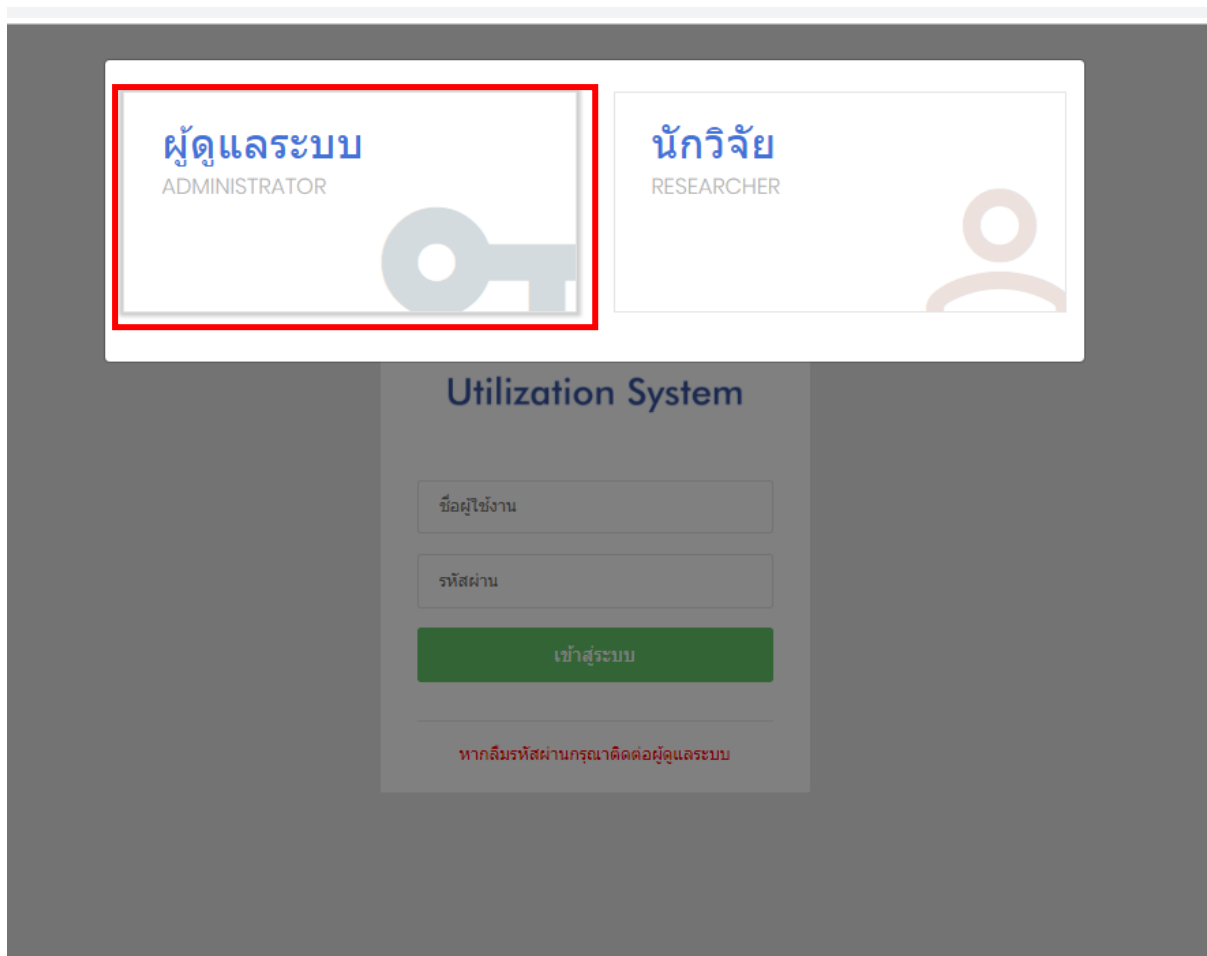 ผู้ดูแลระบบ
ADMINISTRATOR
นักวิจัย
RESEARCHER
Utilization System
ชื่อผู้ใช้งาน
รหัสผ่าน
เข้าสู่ระบบ
หากลืมรหัสผ่านกรุณาติดต่อผู้ดูแลระบบ